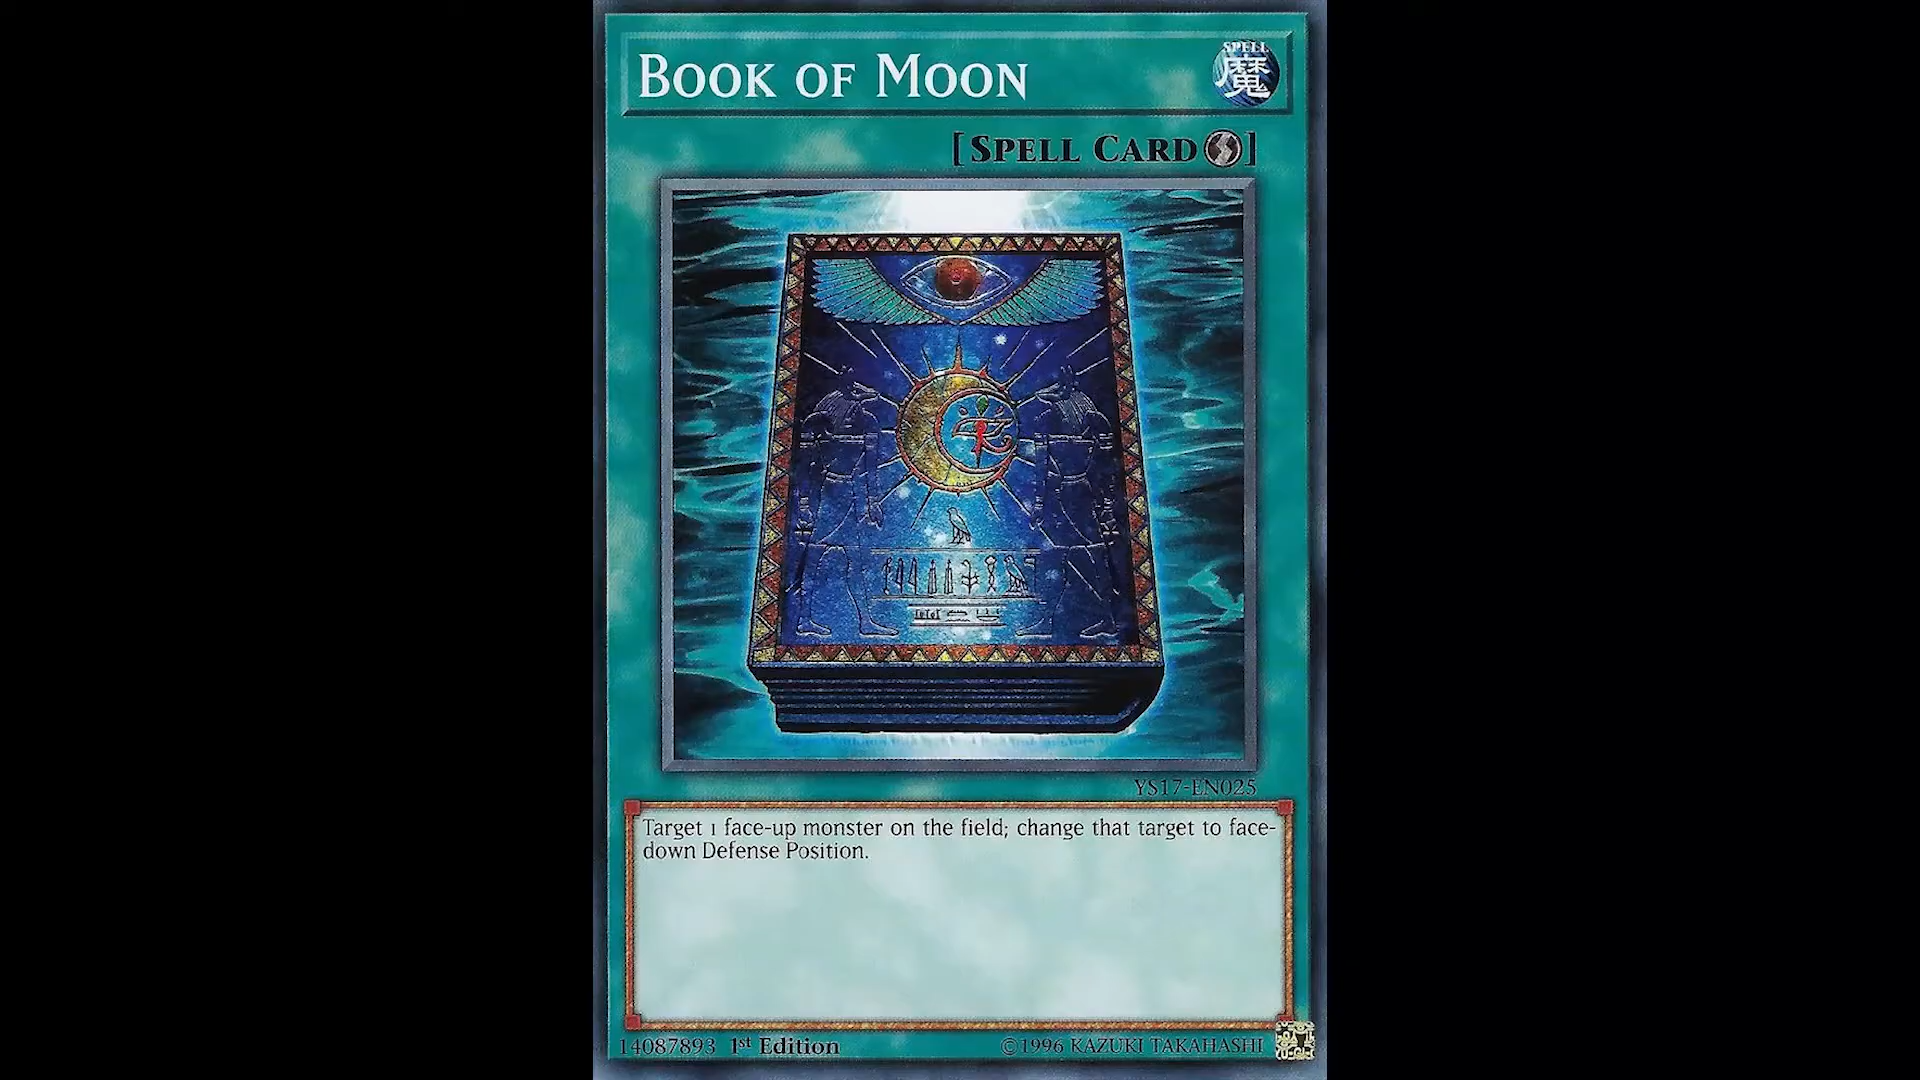 BOOK OF MOON
SPELL
魔
[SPELL CARD]
YS17-EN025
Target 1 face-up monster on the field; change that target to face-
down Defense Position.
14087893 1st Edition
©1996 KAZUKI TAKAHASHI